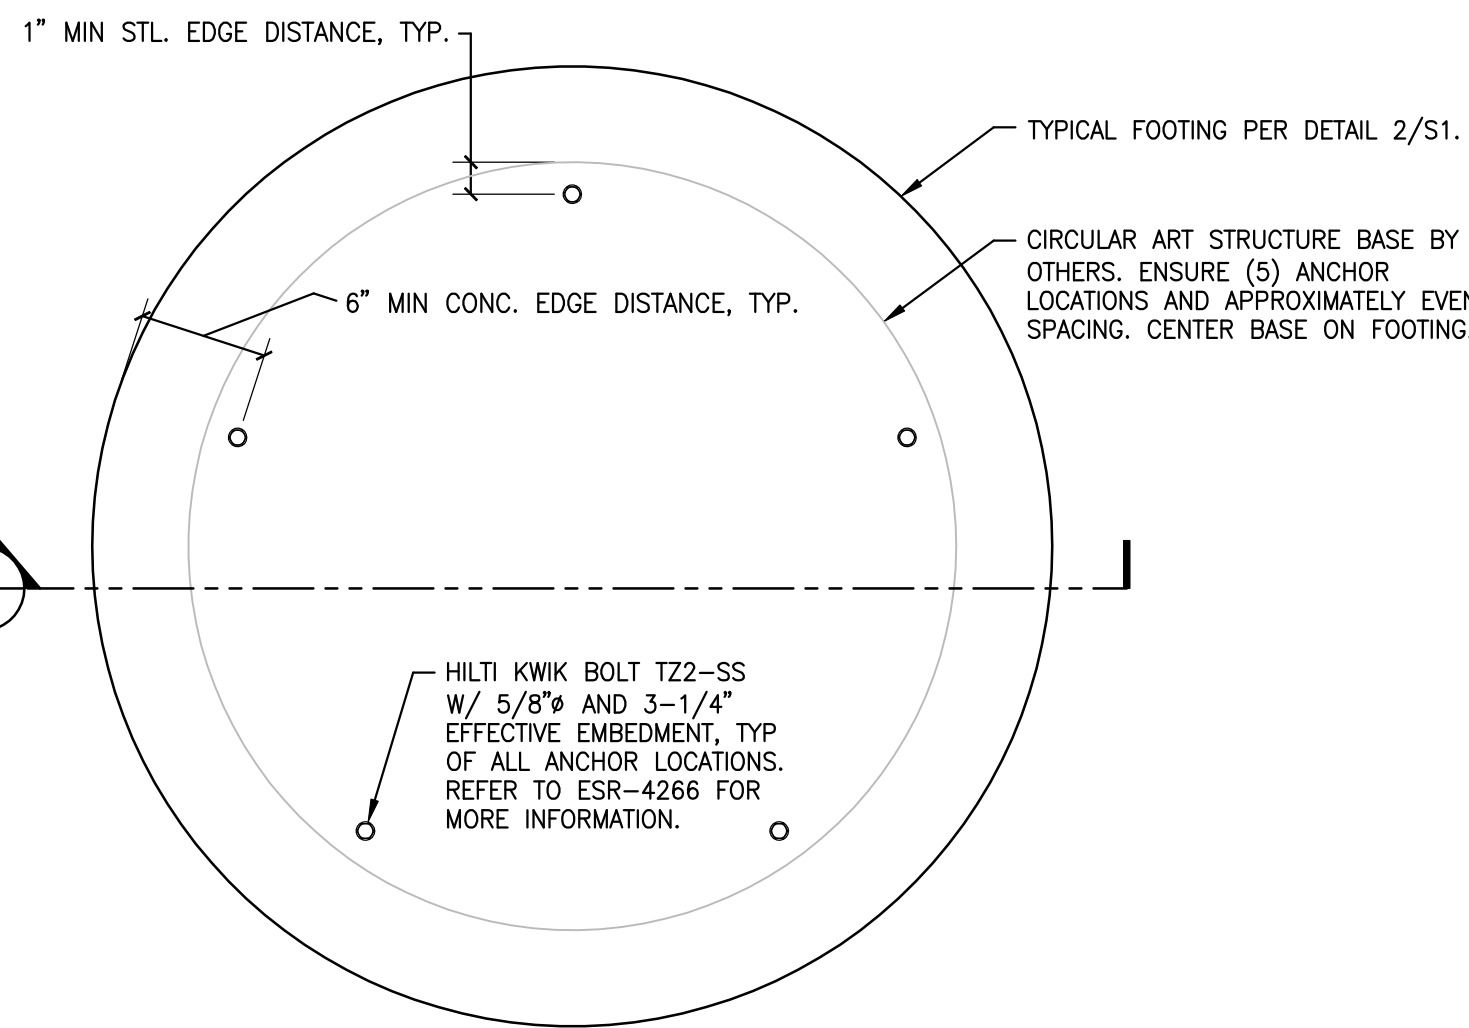 1" MIN STL. EDGE DISTANCE, TYP.
TYPICAL FOOTING PER DETAIL 2/S1.
CIRCULAR ART STRUCTURE BASE BY
OTHERS. ENSURE (5) ANCHOR
LOCATIONS AND APPROXIMATELY EVEN
SPACING. CENTER BASE ON FOOTING.
6" MIN CONC. EDGE DISTANCE, TYP.
HILTI KWIK BOLT TZ2-SS
W/ 5/8"ø AND 3-1/4"
EFFECTIVE EMBEDMENT, TYP
OF ALL ANCHOR LOCATIONS.
REFER TO ESR-4266 FOR
MORE INFORMATION.